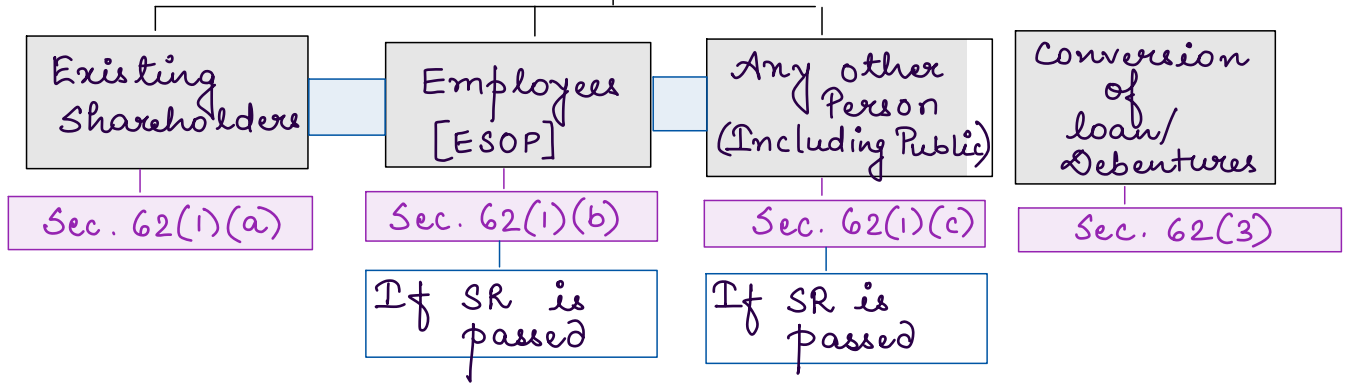 Existing
Shareholders
Sec. 62(1)(a)
Employees
[ESOP]
Sec. 62(1)(b)
If SR is
passed
Any other
Person
(Including Public)
Sec. 62(1)(c)
If SR is
passed
Conversion
of
loan/
Debentures
Sec. 62(3)